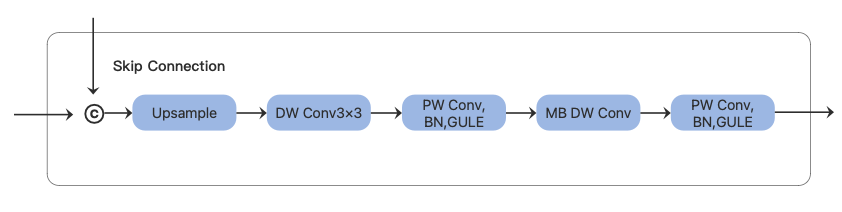 Skip Connection
C
Upsample
DW Conv3×3
PW Conv,
BN,GULE
MB DW Conv
PW Conv,
BN,GULE